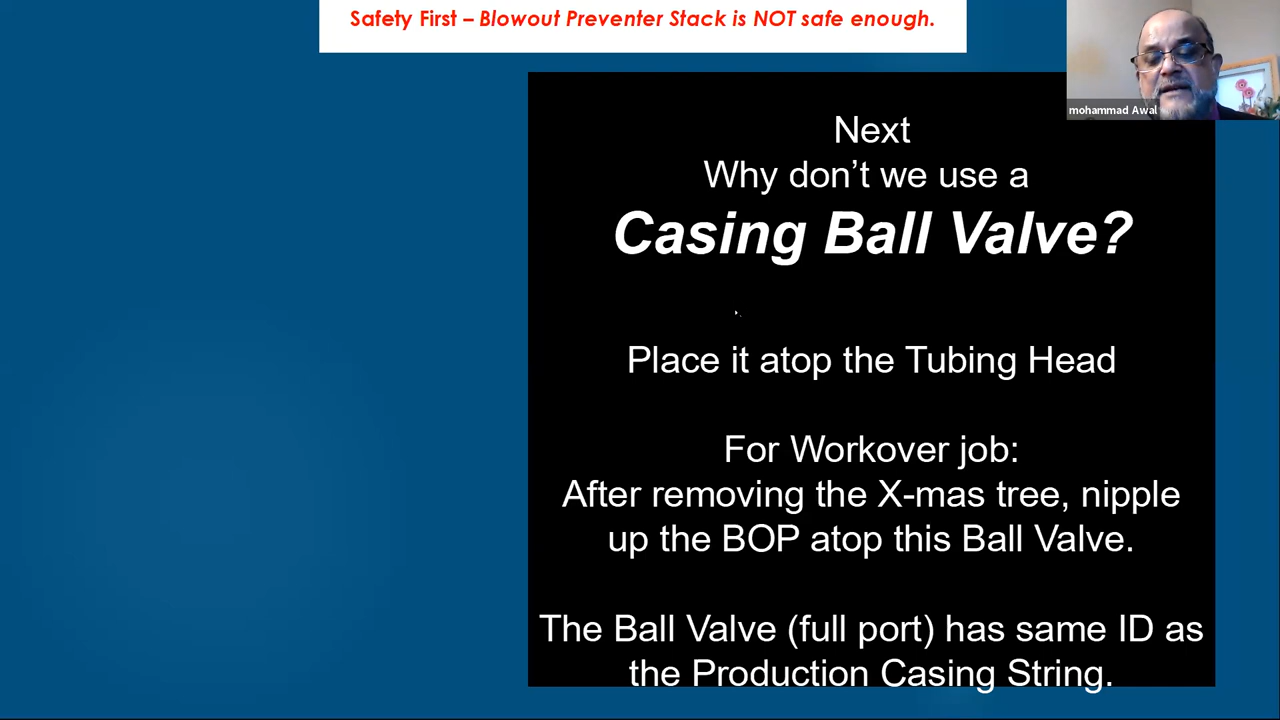 Safety First – Blowout Preventer Stack is NOT safe enough.
mohammad Awal
Next
Why don’t we use a
Casing Ball Valve?
Place it atop the Tubing Head
For Workover job:
After removing the X-mas tree, nipple
up the BOP atop this Ball Valve.
The Ball Valve (full port) has same ID as
the Production Casing String.